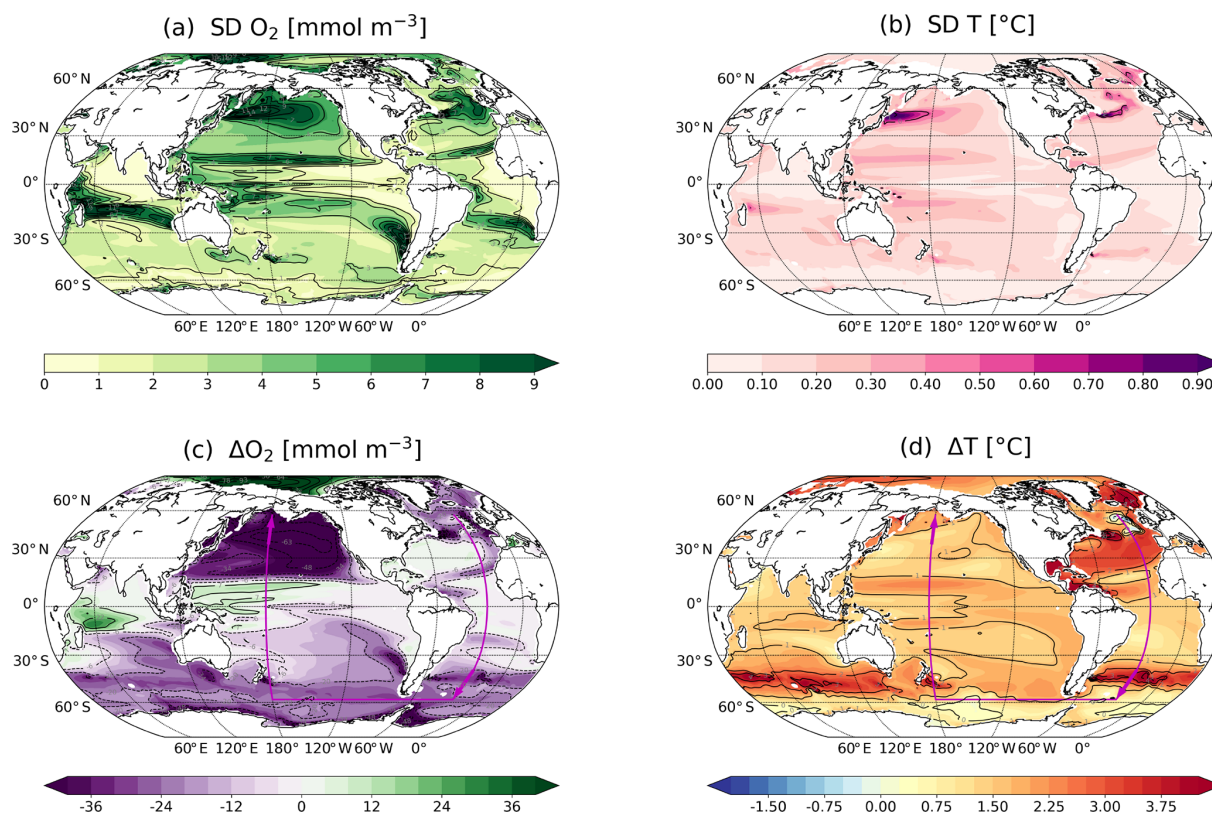 (a) SD O₂ [mmol m⁻³]
(b) SD T [°C]
60°N
30°N
0°
30°S
60°S
60°E 120°E 180° 120°W 60°W 0°
60°N
30°N
0°
30°S
60°S
60°E 120°E 180° 120°W 60°W 0°
0 1 2 3 4 5 6 7 8 9
0.00 0.10 0.20 0.30 0.40 0.50 0.60 0.70 0.80 0.90
(c) ΔO₂ [mmol m⁻³]
(d) ΔT [°C]
60°N
30°N
0°
30°S
60°S
-63
-48
60°E 120°E 180° 120°W 60°W 0°
60°N
30°N
0°
30°S
60°S
60°E 120°E 180° 120°W 60°W 0°
-36 -24 -12 0 12 24 36
-1.50 -0.75 0.00 0.75 1.50 2.25 3.00 3.75